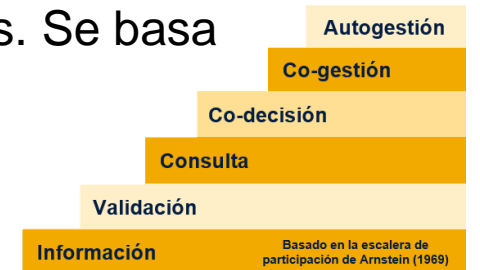 s. Se basa
Autogestión
Co-gestión
Co-decisión
Consulta
Validación
Información
Basado en la escalera de
participación de Arnstein (1969)